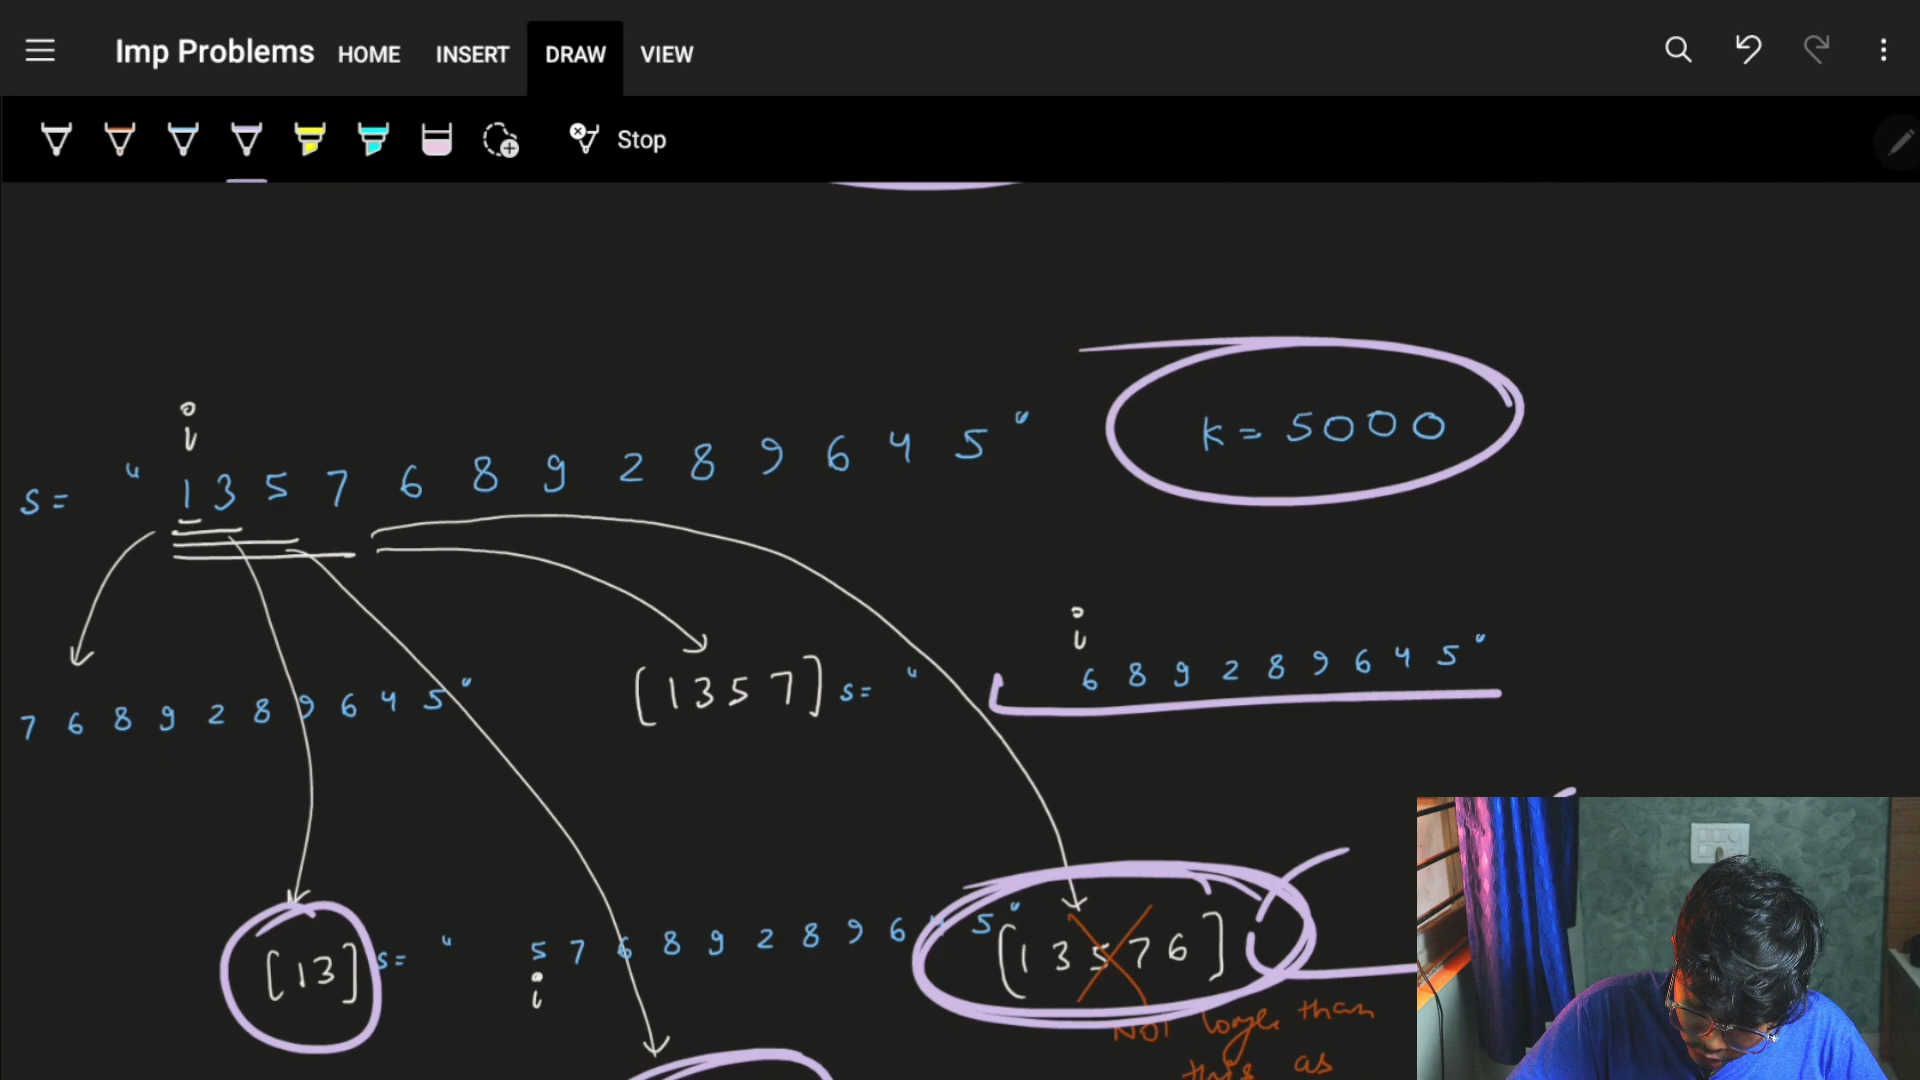 Imp Problems HOME INSERT DRAW VIEW
Stop
i
s = " 1 3 5 7 6 8 9 2 8 9 6 4 5 "
k = 5000
i
6 8 9 2 8 9 6 4 5 "
7 6 8 9 2 8 9 6 4 5 "
[ 1 3 5 7 ] s = "
[ 1 3 ] s = " 5 7 6 8 9 2 8 9 6 4 5 "
[ 1 3 5 7 6 ]
i
NOT longer than
this as